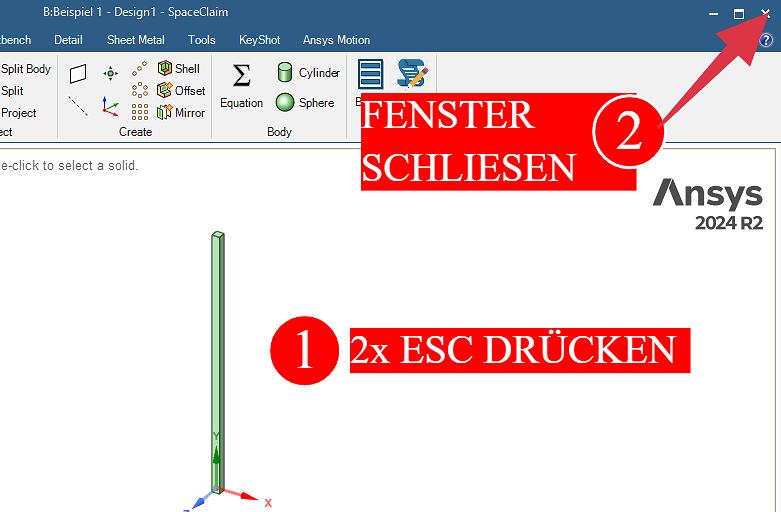 B:Beispiel 1 - Design1 - SpaceClaim
bench Detail Sheet Metal Tools KeyShot Ansys Motion
Split Body
Split
Project
ect
Shell
Offset
Mirror
Create
Equation
Cylinder
Sphere
Body
FENSTER
SCHLIESEN
2
le-click to select a solid.
Ansys
2024 R2
1 2x ESC DRÜCKEN
Y
X
Z